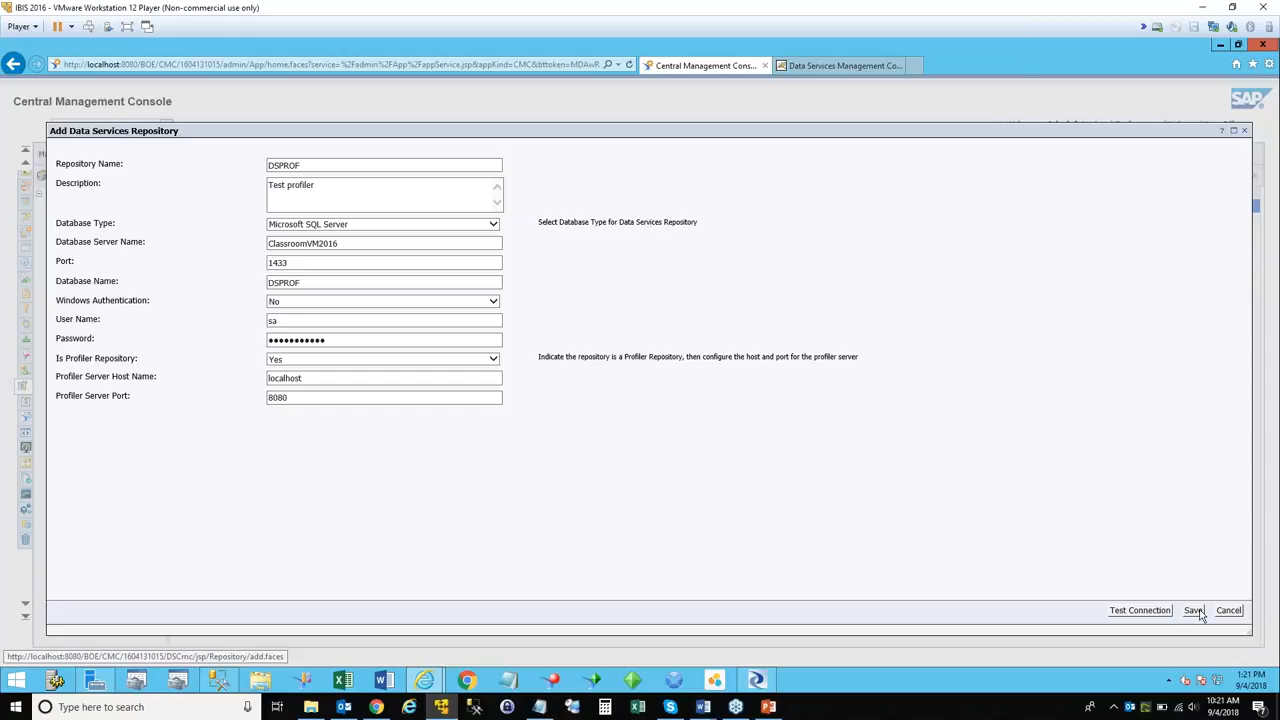 IBIS 2016 - VMware Workstation 12 Player (Non-commercial use only)
Player
http://localhost:8080/BOE/CMC/1604131015/admin/App/home.faces?service=%2Fadmin%2FApp%2FappService.jsp&appKind=CMC&bttoken=MDAwR
Central Management Cons...
Data Services Management Co...
Central Management Console
SAP
Add Data Services Repository
Repository Name:
DSPROF
Description:
Test profiler
Database Type:
Microsoft SQL Server
Select Database Type for Data Services Repository
Database Server Name:
ClassroomVM2016
Port:
1433
Database Name:
DSPROF
Windows Authentication:
No
User Name:
sa
Password:
•••••••••••
Is Profiler Repository:
Yes
Indicate the repository is a Profiler Repository, then configure the host and port for the profiler server
Profiler Server Host Name:
localhost
Profiler Server Port:
8080
Test Connection
Save
Cancel
http://localhost:8080/BOE/CMC/1604131015/DSCmc/jsp/Repository/add.faces
1:21 PM
9/4/2018
Type here to search
10:21 AM
9/4/2018